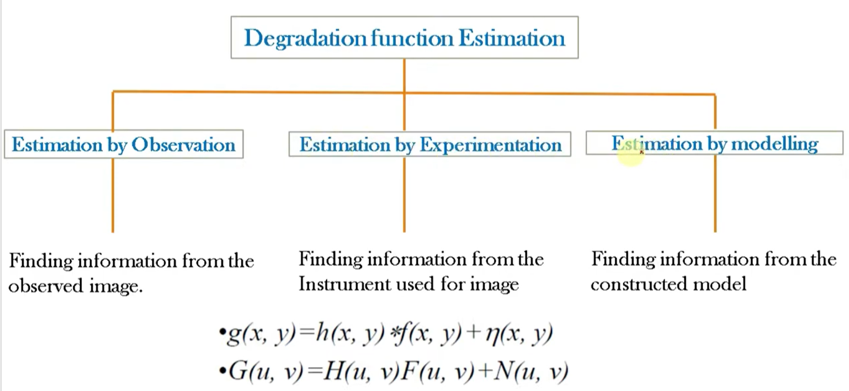 Degradation function Estimation
Estimation by Observation
Estimation by Experimentation
Estimation by modelling
Finding information from the
observed image.
Finding information from the
Instrument used for image
Finding information from the
constructed model
•g(x, y)=h(x, y)*f(x, y)+η(x, y)
•G(u, v)=H(u, v)F(u, v)+N(u, v)